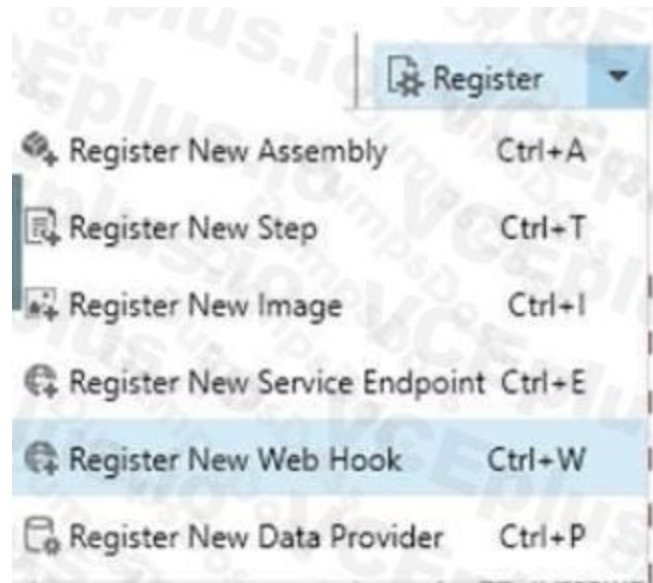 Register
Register New Assembly Ctrl+A
Register New Step Ctrl+T
Register New Image Ctrl+I
Register New Service Endpoint Ctrl+E
Register New Web Hook Ctrl+W
Register New Data Provider Ctrl+P